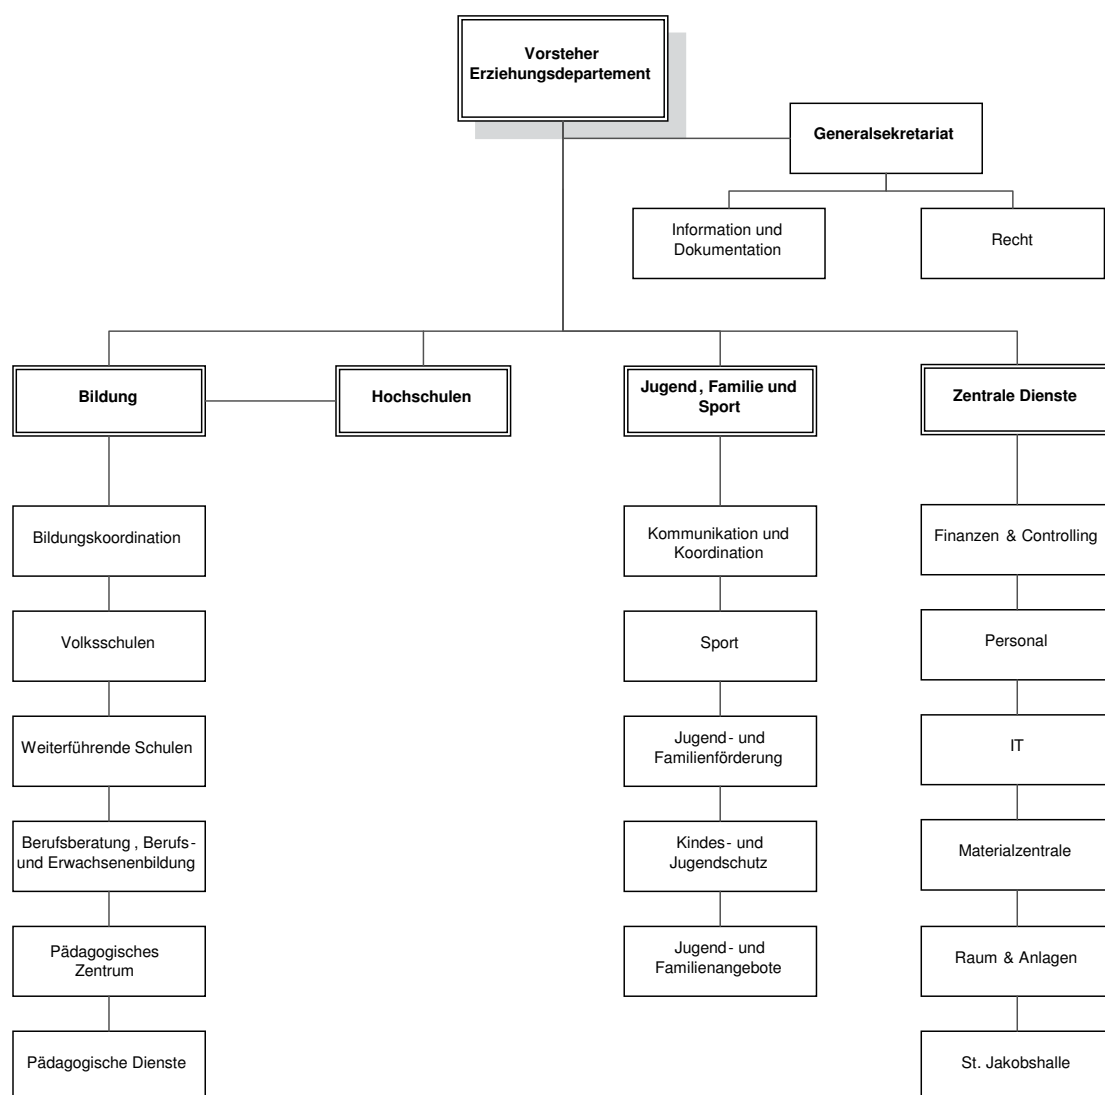 Vorsteher
Erziehungsdepartement
Generalsekretariat
Information und
Dokumentation
Recht
Bildung
Hochschulen
Jugend, Familie und
Sport
Zentrale Dienste
Bildungskoordination
Kommunikation und
Koordination
Finanzen & Controlling
Volksschulen
Sport
Personal
Weiterführende Schulen
Jugend- und
Familienförderung
IT
Berufsberatung, Berufs-
und Erwachsenenbildung
Kindes- und
Jugendschutz
Materialzentrale
Pädagogisches
Zentrum
Jugend- und
Familienangebote
Raum & Anlagen
Pädagogische Dienste
St. Jakobshalle